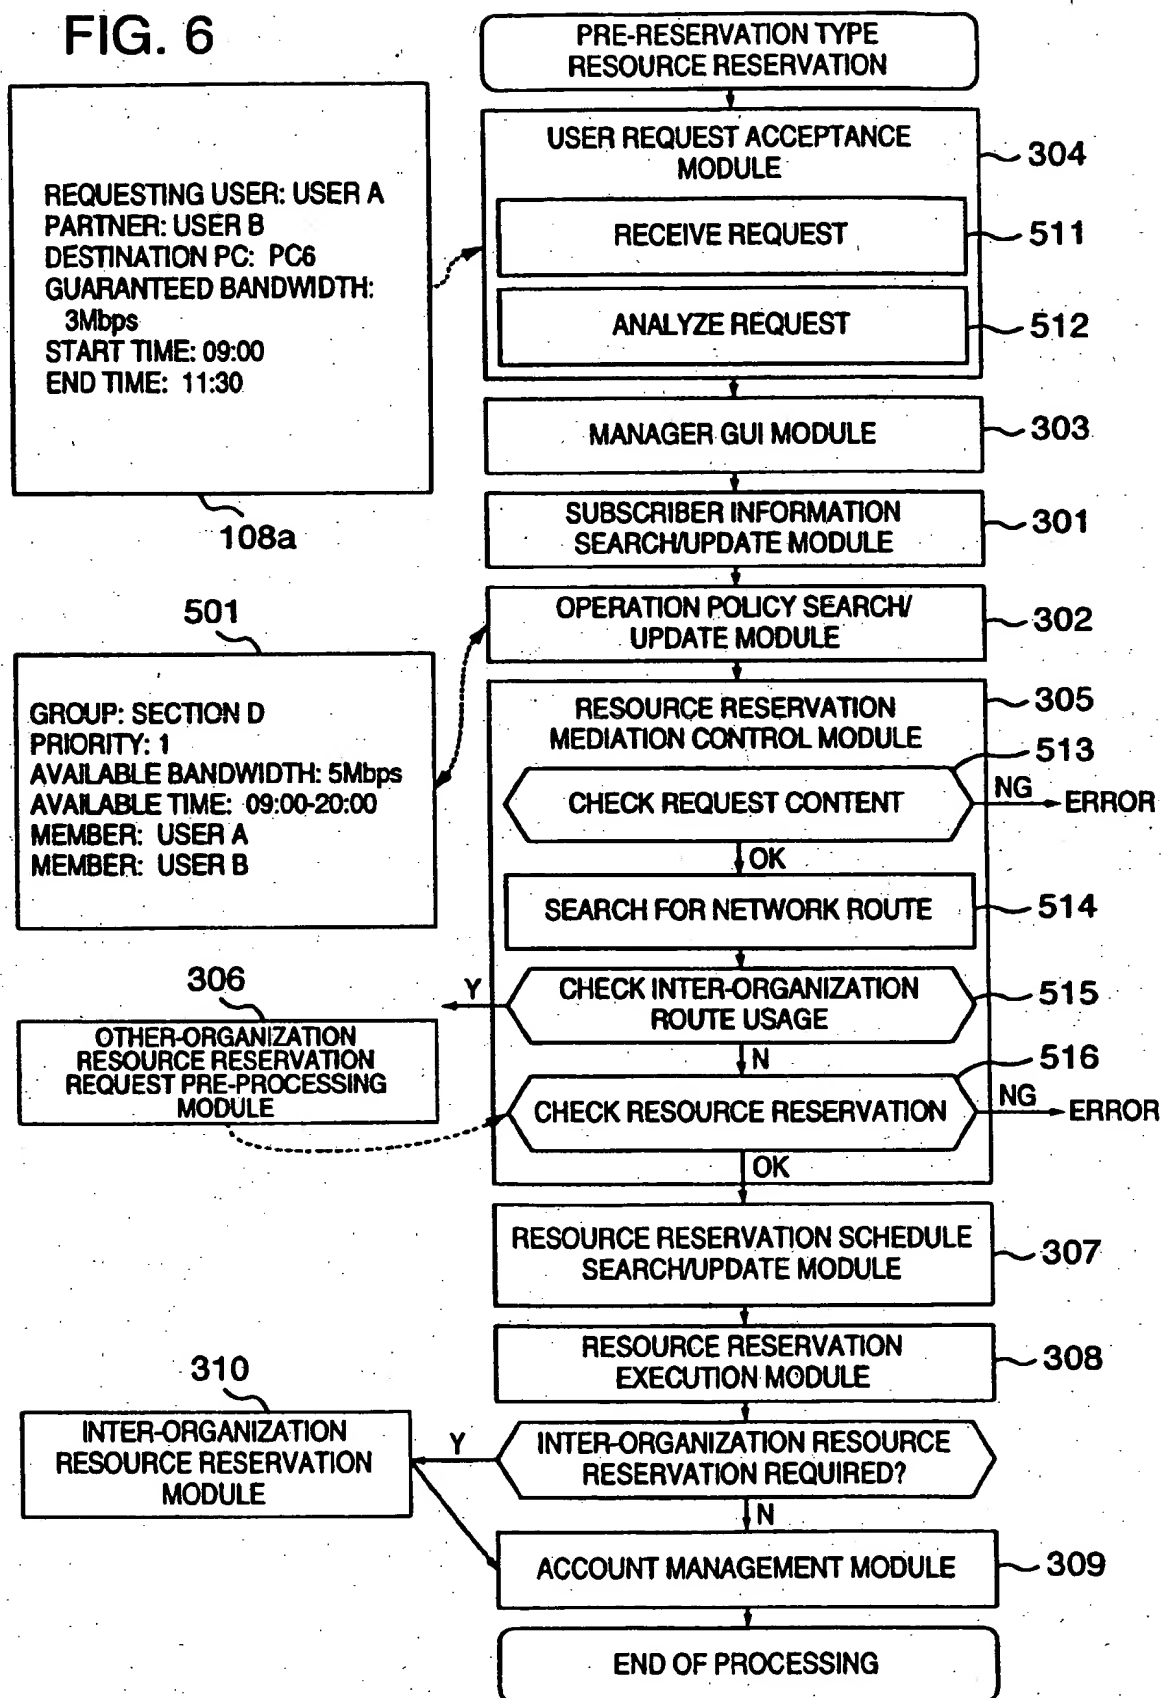 FIG. 6
PRE-RESERVATION TYPE
RESOURCE RESERVATION
REQUESTING USER: USER A
PARTNER: USER B
DESTINATION PC: PC6
GUARANTEED BANDWIDTH:
3Mbps
START TIME: 09:00
END TIME: 11:30
108a
USER REQUEST ACCEPTANCE
MODULE
304
RECEIVE REQUEST
511
ANALYZE REQUEST
512
MANAGER GUI MODULE
303
SUBSCRIBER INFORMATION
SEARCH/UPDATE MODULE
301
OPERATION POLICY SEARCH/
UPDATE MODULE
302
501
GROUP: SECTION D
PRIORITY: 1
AVAILABLE BANDWIDTH: 5Mbps
AVAILABLE TIME: 09:00-20:00
MEMBER: USER A
MEMBER: USER B
RESOURCE RESERVATION
MEDIATION CONTROL MODULE
305
513
CHECK REQUEST CONTENT
NG
ERROR
OK
SEARCH FOR NETWORK ROUTE
514
CHECK INTER-ORGANIZATION
ROUTE USAGE
515
Y
N
306
OTHER-ORGANIZATION
RESOURCE RESERVATION
REQUEST PRE-PROCESSING
MODULE
516
CHECK RESOURCE RESERVATION
NG
ERROR
OK
RESOURCE RESERVATION SCHEDULE
SEARCH/UPDATE MODULE
307
RESOURCE RESERVATION
EXECUTION MODULE
308
310
INTER-ORGANIZATION
RESOURCE RESERVATION
MODULE
Y
INTER-ORGANIZATION RESOURCE
RESERVATION REQUIRED?
N
ACCOUNT MANAGEMENT MODULE
309
END OF PROCESSING